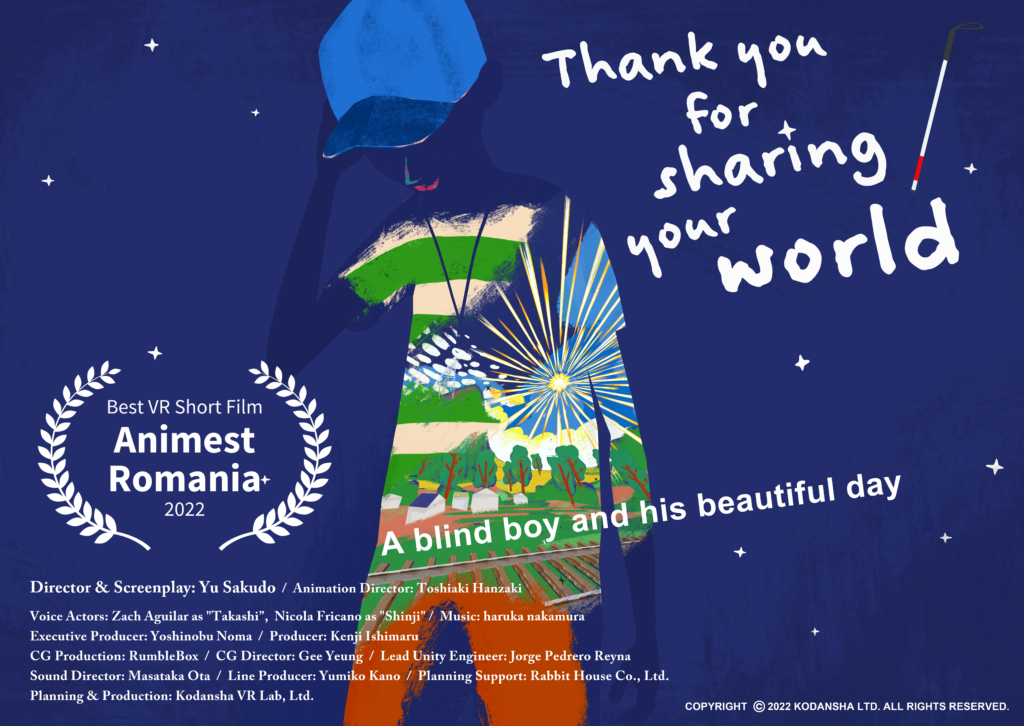 Thank you
for
sharing
your
world
Best VR Short Film
Animest
Romania
2022
A blind boy and his beautiful day
Director & Screenplay: Yu Sakudo / Animation Director: Toshiaki Hanzaki
Voice Actors: Zach Aguilar as "Takashi", Nicola Fricano as "Shinji" / Music: haruka nakamura
Executive Producer: Yoshinobu Noma / Producer: Kenji Ishimaru
CG Production: RumbleBox / CG Director: Gee Yeung / Lead Unity Engineer: Jorge Pedrero Reyna
Sound Director: Masataka Ota / Line Producer: Yumiko Kano / Planning Support: Rabbit House Co., Ltd.
Planning & Production: Kodansha VR Lab, Ltd.
COPYRIGHT © 2022 KODANSHA LTD. ALL RIGHTS RESERVED.